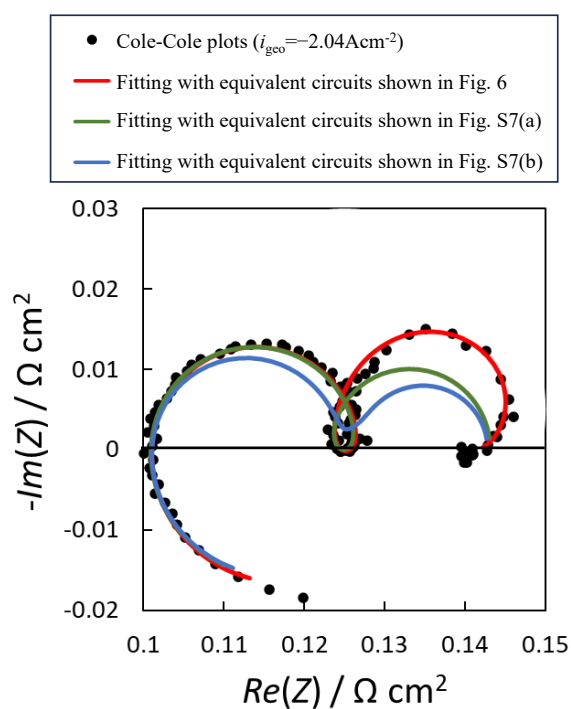 Cole-Cole plots (i_geo=−2.04Acm⁻²)
Fitting with equivalent circuits shown in Fig. 6
Fitting with equivalent circuits shown in Fig. S7(a)
Fitting with equivalent circuits shown in Fig. S7(b)
0.03
0.02
0.01
0
-0.01
-0.02
-Im(Z) / Ω cm²
0.1 0.11 0.12 0.13 0.14 0.15
Re(Z) / Ω cm²